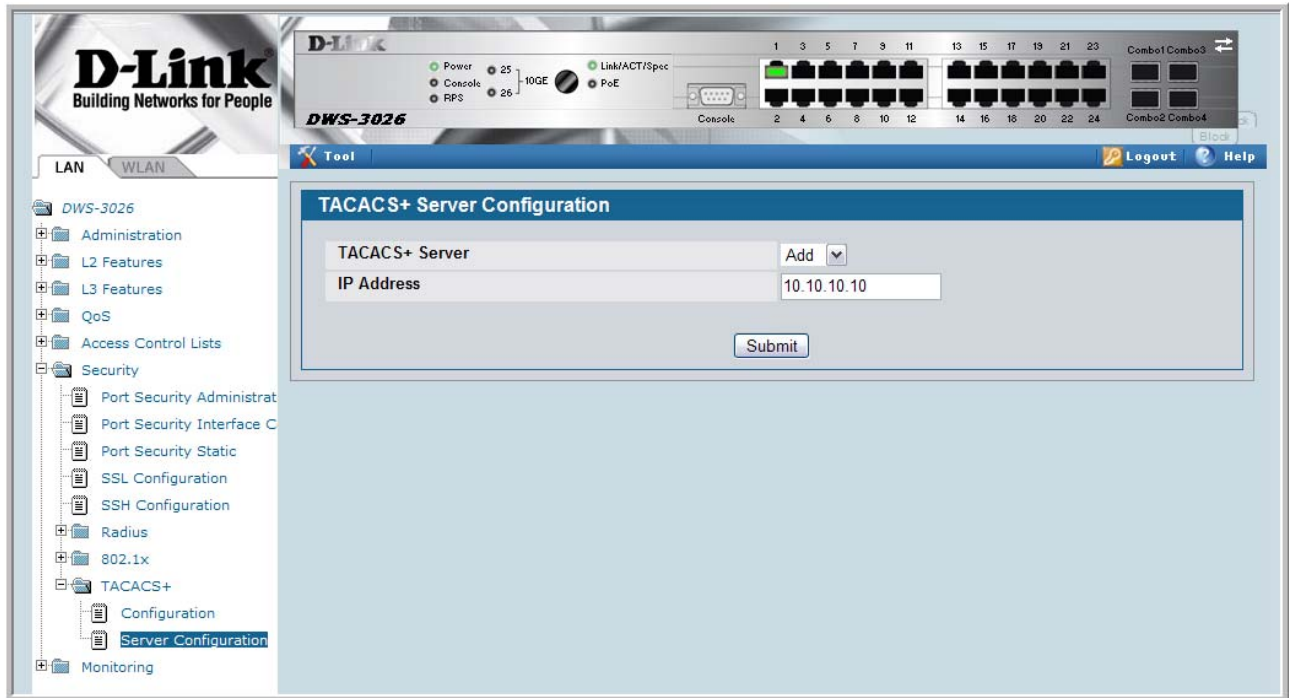 D-Link
Building Networks for People
D-Link
Power
Console
RPS
25
26
10GE
Link/ACT/Spec
PoE
DWS-3026
Console
1 3 5 7 9 11 13 15 17 19 21 23
2 4 6 8 10 12 14 16 18 20 22 24
Combo1 Combo3
Combo2 Combo4
Block
LAN WLAN
Tool
Logout
Help
DWS-3026
Administration
L2 Features
L3 Features
QoS
Access Control Lists
Security
Port Security Administrat
Port Security Interface C
Port Security Static
SSL Configuration
SSH Configuration
Radius
802.1x
TACACS+
Configuration
Server Configuration
Monitoring
TACACS+ Server Configuration
TACACS+ Server Add
IP Address 10.10.10.10
Submit